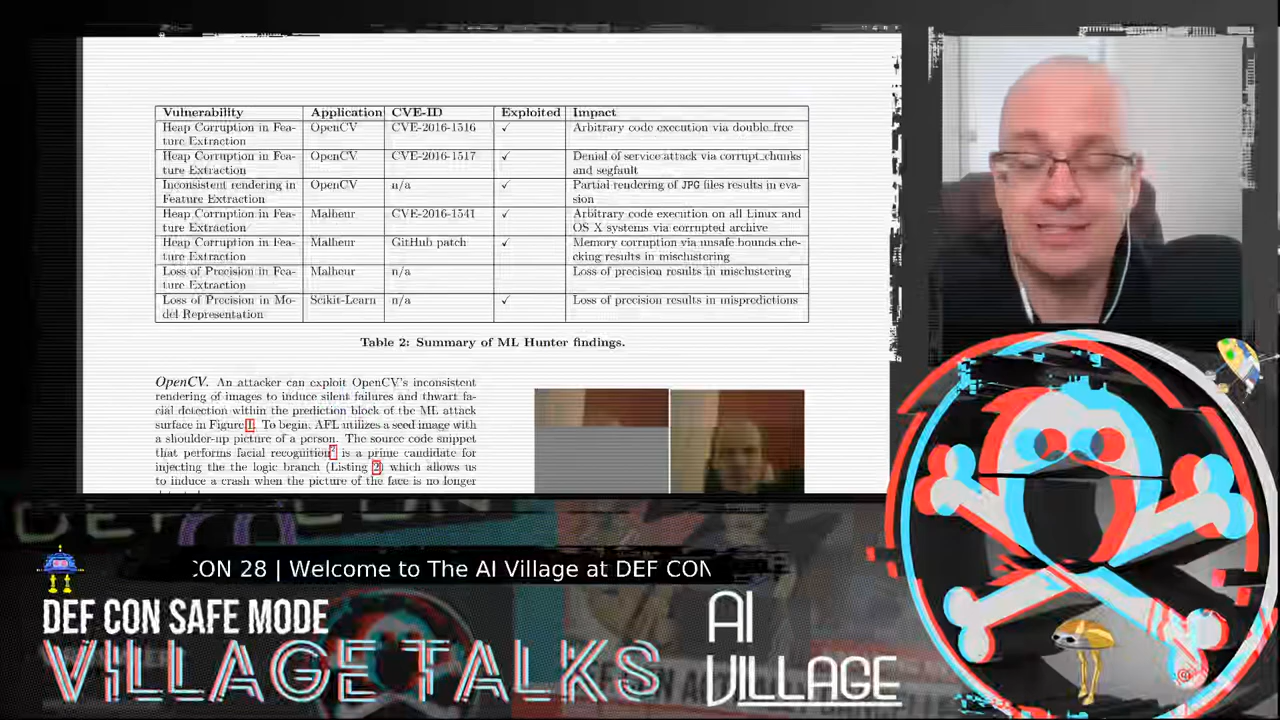 Vulnerability Application CVE-ID Exploited Impact
Heap Corruption in Fea- OpenCV CVE-2016-1516 ✓ Arbitrary code execution via double_free
ture Extraction
Heap Corruption in Fea- OpenCV CVE-2016-1517 ✓ Denial of service attack via corrupt_chunks
ture Extraction and segfault
Inconsistent rendering in OpenCV n/a ✓ Partial rendering of JPG files results in eva-
Feature Extraction sion
Heap Corruption in Fea- Malheur CVE-2016-1541 ✓ Arbitrary code execution on all Linux and
ture Extraction OS X systems via corrupted archive
Heap Corruption in Fea- Malheur GitHub patch ✓ Memory corruption via unsafe bounds che-
ture Extraction cking results in misclustering
Loss of Precision in Fea- Malheur n/a Loss of precision results in misclustering
ture Extraction
Loss of Precision in Mo- Scikit-Learn n/a ✓ Loss of precision results in mispredictions
del Representation
Table 2: Summary of ML Hunter findings.
OpenCV. An attacker can exploit OpenCV's inconsistent
rendering of images to induce silent failures and thwart fa-
cial detection within the prediction block of the ML attack
surface in Figure 1. To begin, AFL utilizes a seed image with
a shoulder-up picture of a person. The source code snippet
that performs facial recognition is a prime candidate for
injecting the the logic branch (Listing 2) which allows us
to induce a crash when the picture of the face is no longer
CON 28 | Welcome to The AI Village at DEF CON
DEF CON SAFE MODE
VILLAGE TALKS
AI
VILLAGE